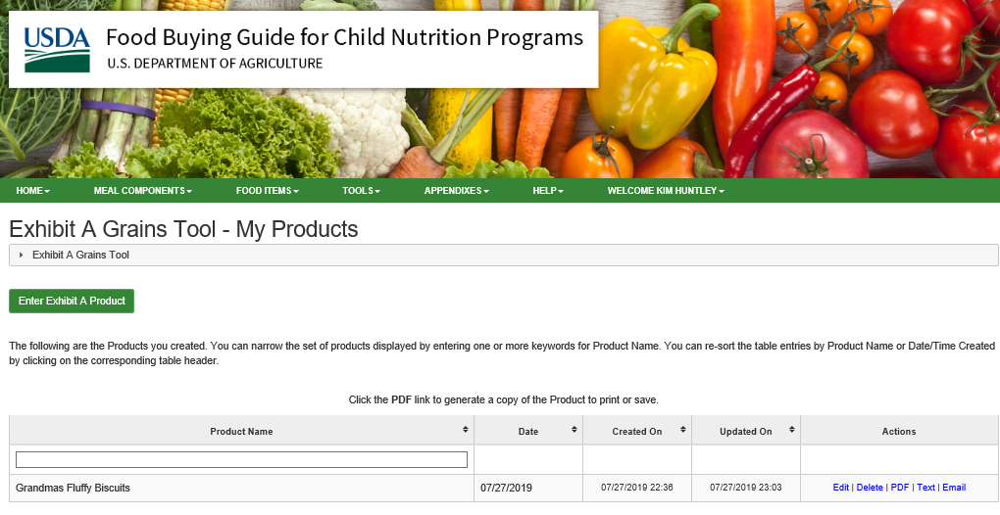 USDA
Food Buying Guide for Child Nutrition Programs
U.S. DEPARTMENT OF AGRICULTURE
HOME MEAL COMPONENTS FOOD ITEMS TOOLS APPENDIXES HELP WELCOME KIM HUNTLEY
Exhibit A Grains Tool - My Products
Exhibit A Grains Tool
Enter Exhibit A Product
The following are the Products you created. You can narrow the set of products displayed by entering one or more keywords for Product Name. You can re-sort the table entries by Product Name or Date/Time Created
by clicking on the corresponding table header.
Click the PDF link to generate a copy of the Product to print or save.
Product Name Date Created On Updated On Actions
Grandmas Fluffy Biscuits 07/27/2019 07/27/2019 22:36 07/27/2019 23:03 Edit | Delete | PDF | Text | Email